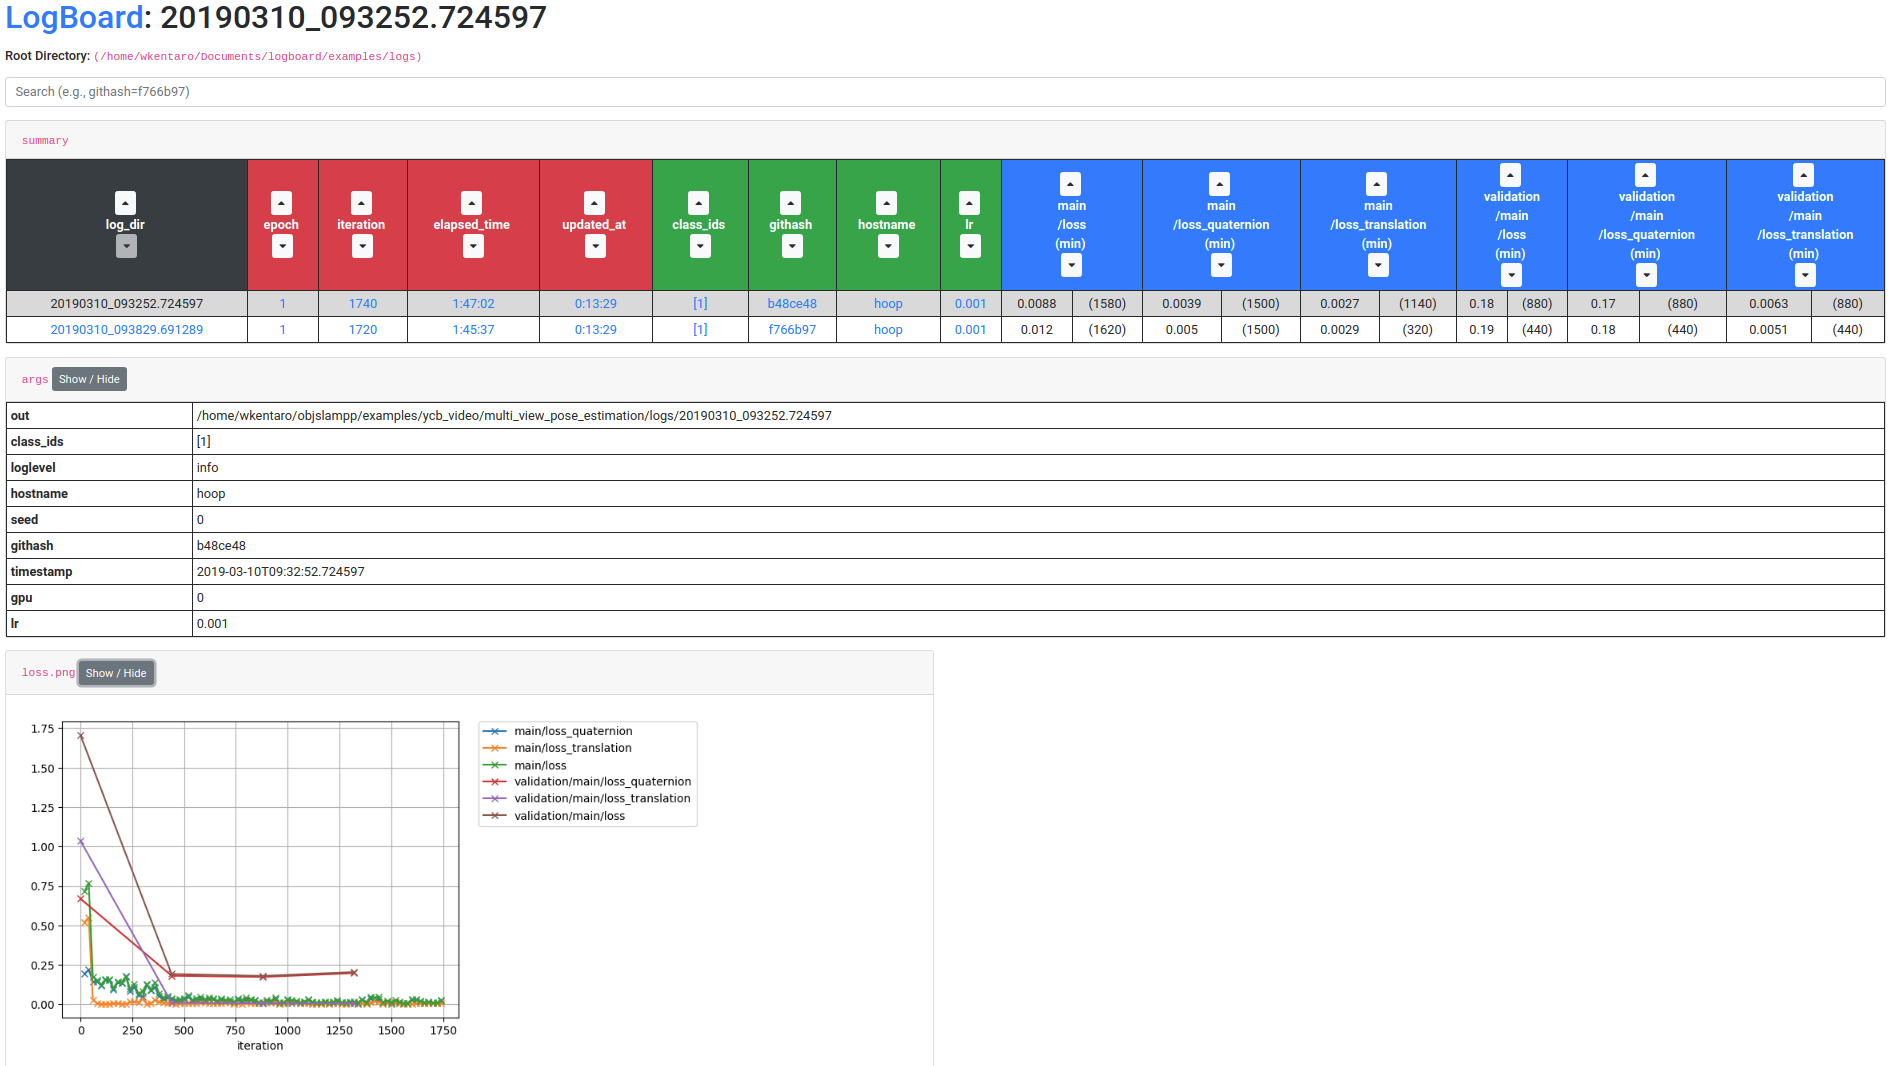 LogBoard: 20190310_093252.724597
Root Directory: (/home/wkentaro/Documents/logboard/examples/logs)
Search (e.g., githash=f766b97)
summary
log_dir epoch iteration elapsed_time updated_at class_ids githash hostname lr main /loss (min) main /loss_quaternion (min) main /loss_translation (min) validation /main /loss (min) validation /main /loss_quaternion (min) validation /main /loss_translation (min)
20190310_093252.724597 1 1740 1:47:02 0:13:29 [1] b48ce48 hoop 0.001 0.0088 (1580) 0.0039 (1500) 0.0027 (1140) 0.18 (880) 0.17 (880) 0.0063 (880)
20190310_093829.691289 1 1720 1:45:37 0:13:29 [1] f766b97 hoop 0.001 0.012 (1620) 0.005 (1500) 0.0029 (320) 0.19 (440) 0.18 (440) 0.0051 (440)
args Show / Hide
out /home/wkentaro/objslampp/examples/ycb_video/multi_view_pose_estimation/logs/20190310_093252.724597
class_ids [1]
loglevel info
hostname hoop
seed 0
githash b48ce48
timestamp 2019-03-10T09:32:52.724597
gpu 0
lr 0.001
loss.png Show / Hide
1.75
1.50
1.25
1.00
0.75
0.50
0.25
0.00
0 250 500 750 1000 1250 1500 1750
iteration
main/loss_quaternion
main/loss_translation
main/loss
validation/main/loss_quaternion
validation/main/loss_translation
validation/main/loss